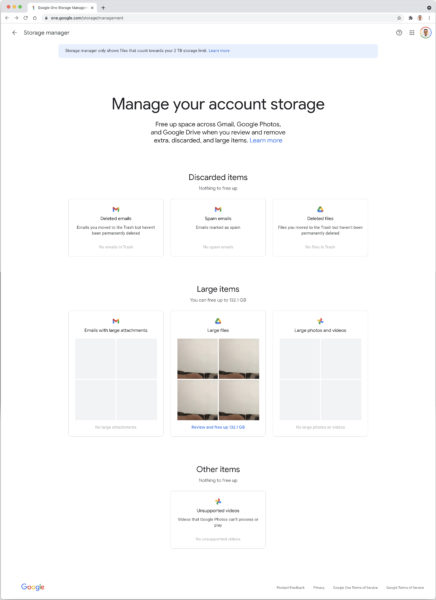 Google One Storage Manage
one.google.com/storage/management
Storage manager
Storage manager only shows files that count towards your 2 TB storage limit. Learn more
Manage your account storage
Free up space across Gmail, Google Photos,
and Google Drive when you review and remove
extra, discarded, and large items. Learn more
Discarded items
Nothing to free up
Deleted emails
Emails you moved to the Trash but haven't
been permanently deleted
No emails in Trash
Spam emails
Emails marked as spam
No spam emails
Deleted files
Files you moved to the Trash but haven't been
permanently deleted
No files in Trash
Large items
You can free up to 132.1 GB
Emails with large attachments
No large attachments
Large files
Review and free up 132.1 GB
Large photos and videos
No large photos or videos
Other items
Nothing to free up
Unsupported videos
Videos that Google Photos can't process or
play
No unsupported videos
Google
Product Feedback
Privacy
Google One Terms of Service
Google Terms of Service